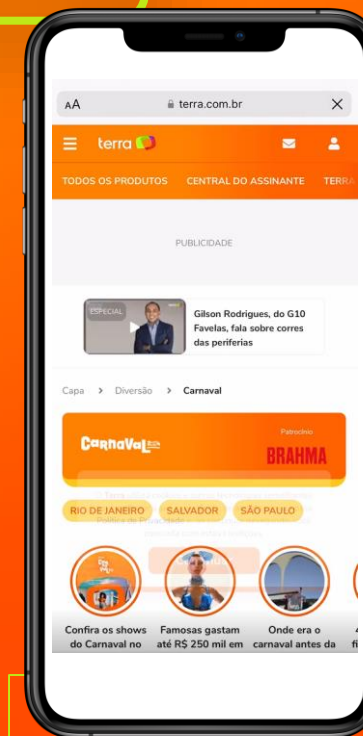 AA terra.com.br X
terra
TODOS OS PRODUTOS CENTRAL DO ASSINANTE TERRA
PUBLICIDADE
ESPECIAL
Gilson Rodrigues, do G10
Favelas, fala sobre corres
das periferias
Capa > Diversão > Carnaval
Patrocínio
CARNAVAL
BRAHMA
RIO DE JANEIRO SALVADOR SÃO PAULO
Confira os shows
do Carnaval no
Famosas gastam
até R$ 250 mil em
Onde era o
carnaval antes da